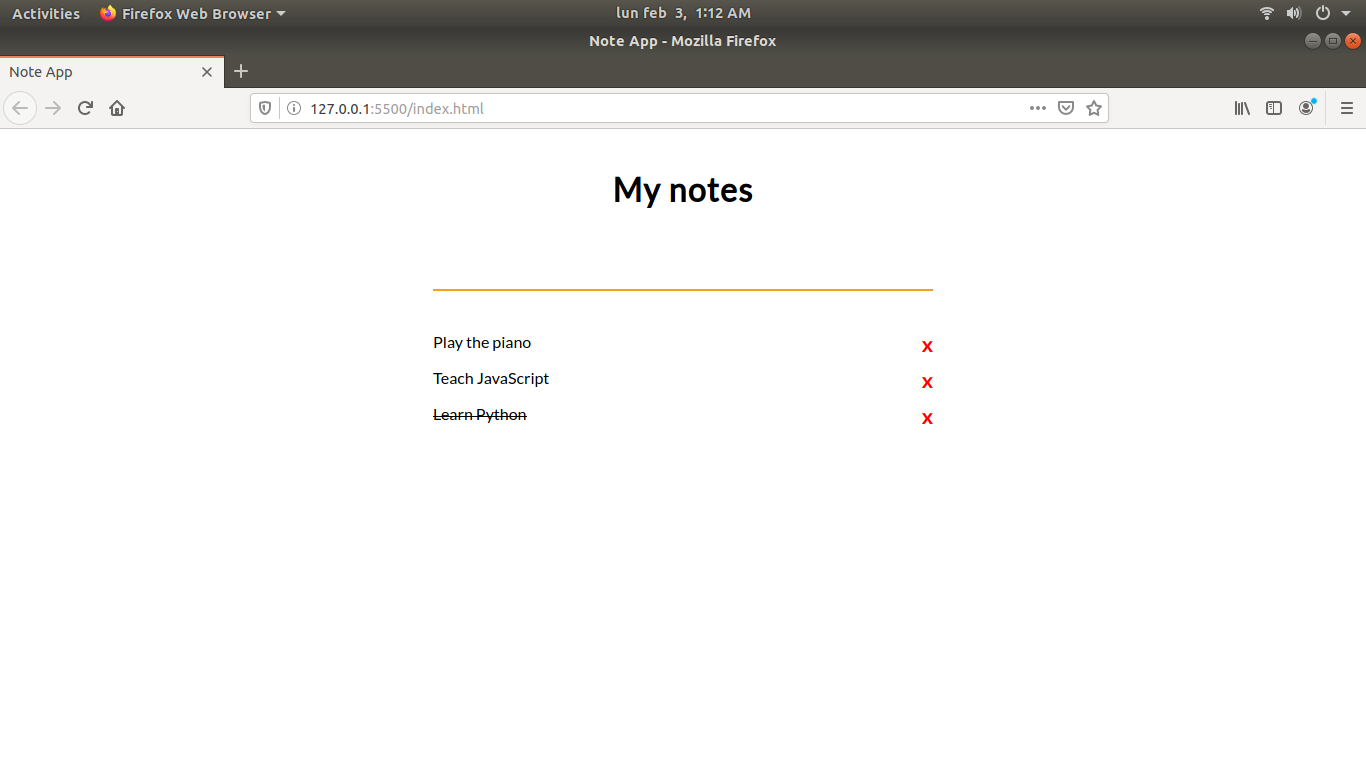 Activities Firefox Web Browser lun feb 3, 1:12 AM
Note App - Mozilla Firefox
Note App
127.0.0.1:5500/index.html
My notes
Play the piano X
Teach JavaScript X
Learn Python X